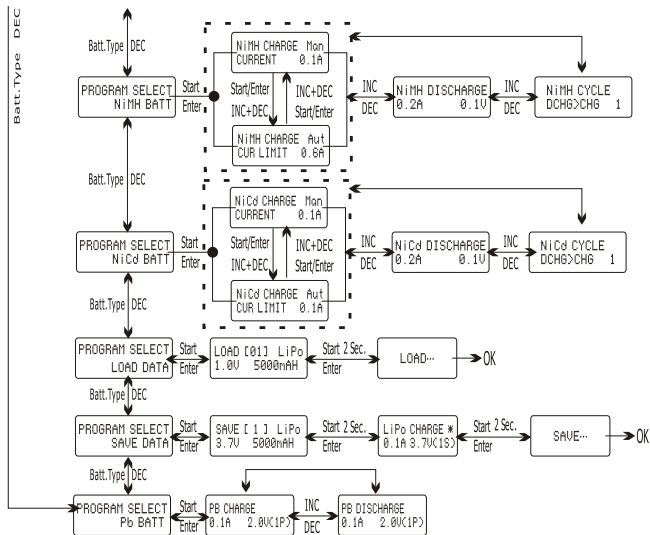 Batt.Type DEC
Batt.Type DEC
NiMH CHARGE Man
CURRENT 0.1A
PROGRAM SELECT
NiMH BATT
Start
Enter
Start/Enter
INC+DEC
INC+DEC
Start/Enter
NiMH CHARGE Aut
CUR LIMIT 0.6A
INC
DEC
NiMH DISCHARGE
0.2A 0.1V
INC
DEC
NiMH CYCLE
DCHG>CHG 1
Batt.Type DEC
NiCd CHARGE Man
CURRENT 0.1A
PROGRAM SELECT
NiCd BATT
Start
Enter
Start/Enter
INC+DEC
INC+DEC
Start/Enter
NiCd CHARGE Aut
CUR LIMIT 0.1A
INC
DEC
NiCd DISCHARGE
0.2A 0.1V
INC
DEC
NiCd CYCLE
DCHG>CHG 1
Batt.Type DEC
PROGRAM SELECT
LOAD DATA
Start
Enter
LOAD [01] LiPo
1.0V 5000mAH
Start 2 Sec.
Enter
LOAD···
OK
Batt.Type DEC
PROGRAM SELECT
SAVE DATA
Start
Enter
SAVE [ 1 ] LiPo
3.7V 5000mAH
Start 2 Sec.
Enter
LiPo CHARGE *
0.1A 3.7V(1S)
Start 2 Sec.
Enter
SAVE···
OK
Batt.Type DEC
PROGRAM SELECT
Pb BATT
Start
Enter
PB CHARGE
0.1A 2.0V(1P)
INC
DEC
PB DISCHARGE
0.1A 2.0V(1P)